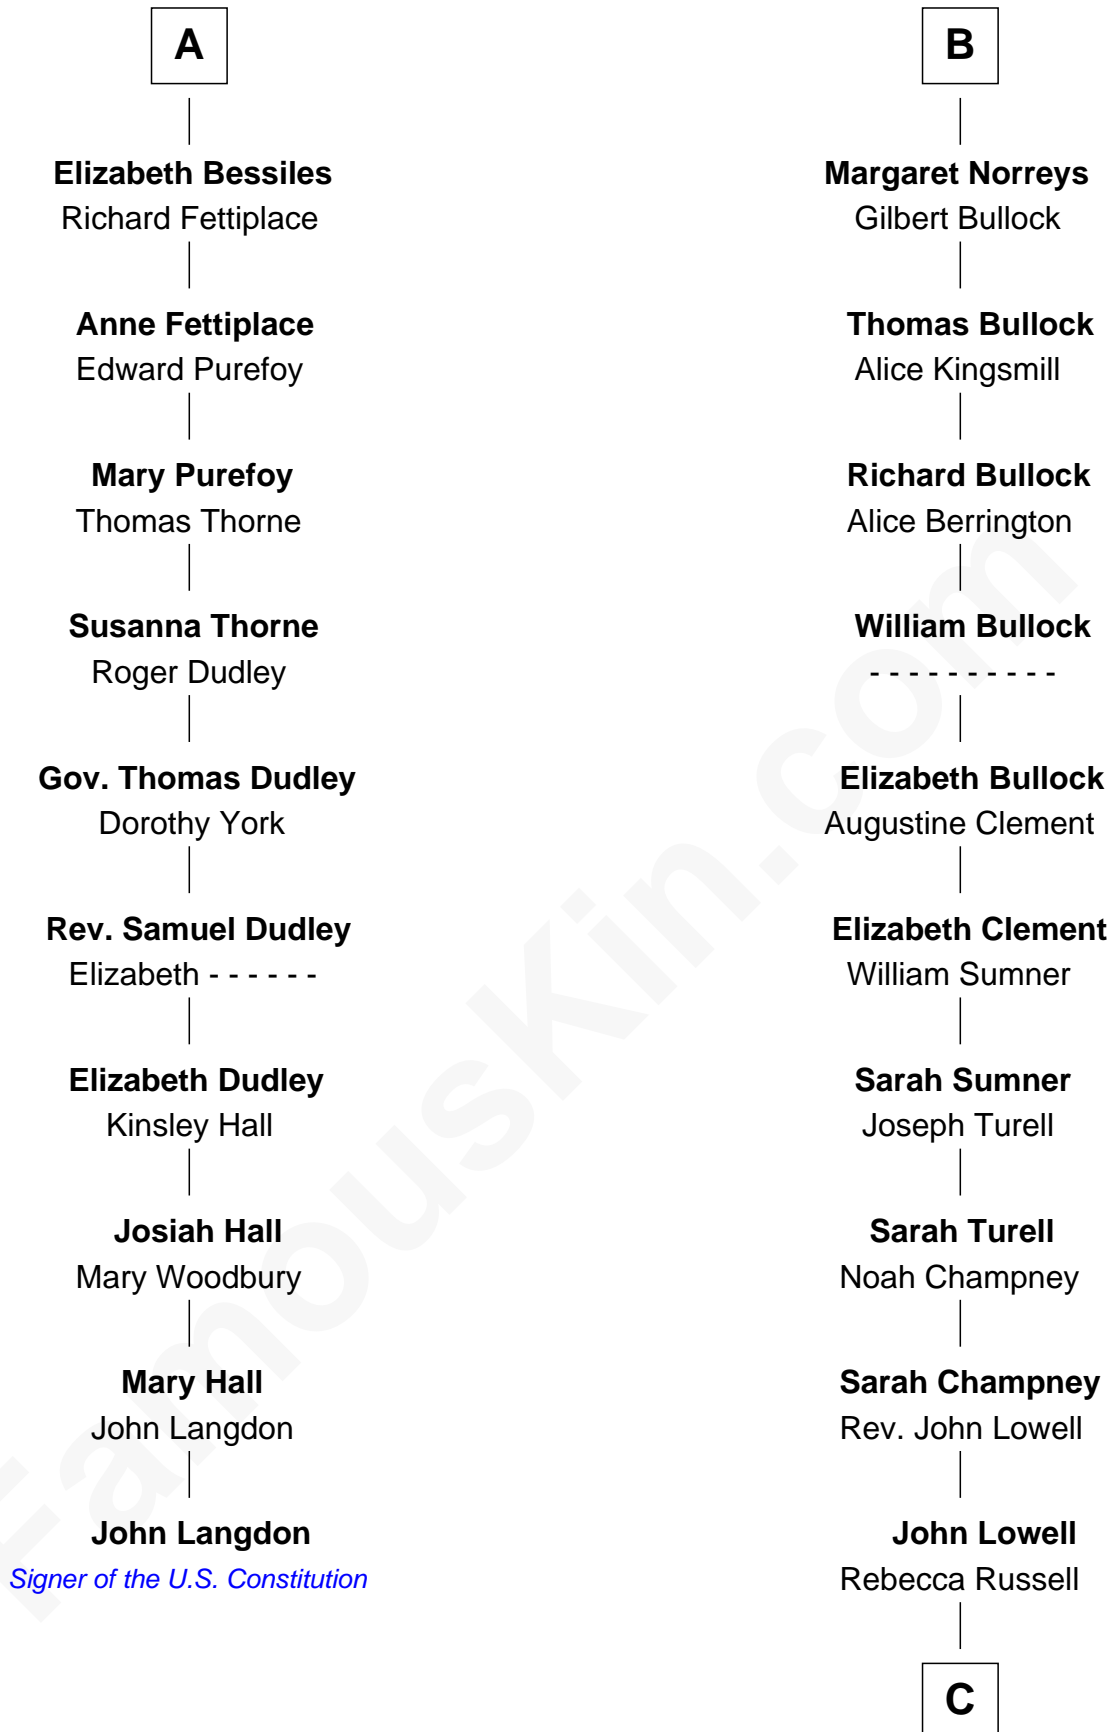 A
Elizabeth Bessiles
Richard Fettiplace
Anne Fettiplace
Edward Purefoy
Mary Purefoy
Thomas Thorne
Susanna Thorne
Roger Dudley
Gov. Thomas Dudley
Dorothy York
Rev. Samuel Dudley
Elizabeth - - - - - -
Elizabeth Dudley
Kinsley Hall
Josiah Hall
Mary Woodbury
Mary Hall
John Langdon
John Langdon
Signer of the U.S. Constitution
B
Margaret Norreys
Gilbert Bullock
Thomas Bullock
Alice Kingsmill
Richard Bullock
Alice Berrington
William Bullock
- - - - - - - - - -
Elizabeth Bullock
Augustine Clement
Elizabeth Clement
William Sumner
Sarah Sumner
Joseph Turell
Sarah Turell
Noah Champney
Sarah Champney
Rev. John Lowell
John Lowell
Rebecca Russell
C
FamousKin.com